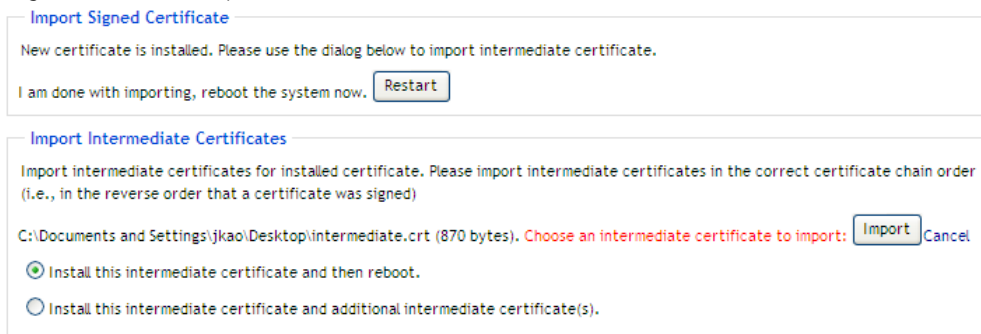 Import Signed Certificate
New certificate is installed. Please use the dialog below to import intermediate certificate.
I am done with importing, reboot the system now. Restart
Import Intermediate Certificates
Import intermediate certificates for installed certificate. Please import intermediate certificates in the correct certificate chain order
(i.e., in the reverse order that a certificate was signed)
C:\Documents and Settings\jkao\Desktop\intermediate.crt (870 bytes). Choose an intermediate certificate to import: Import Cancel
Install this intermediate certificate and then reboot.
Install this intermediate certificate and additional intermediate certificate(s).